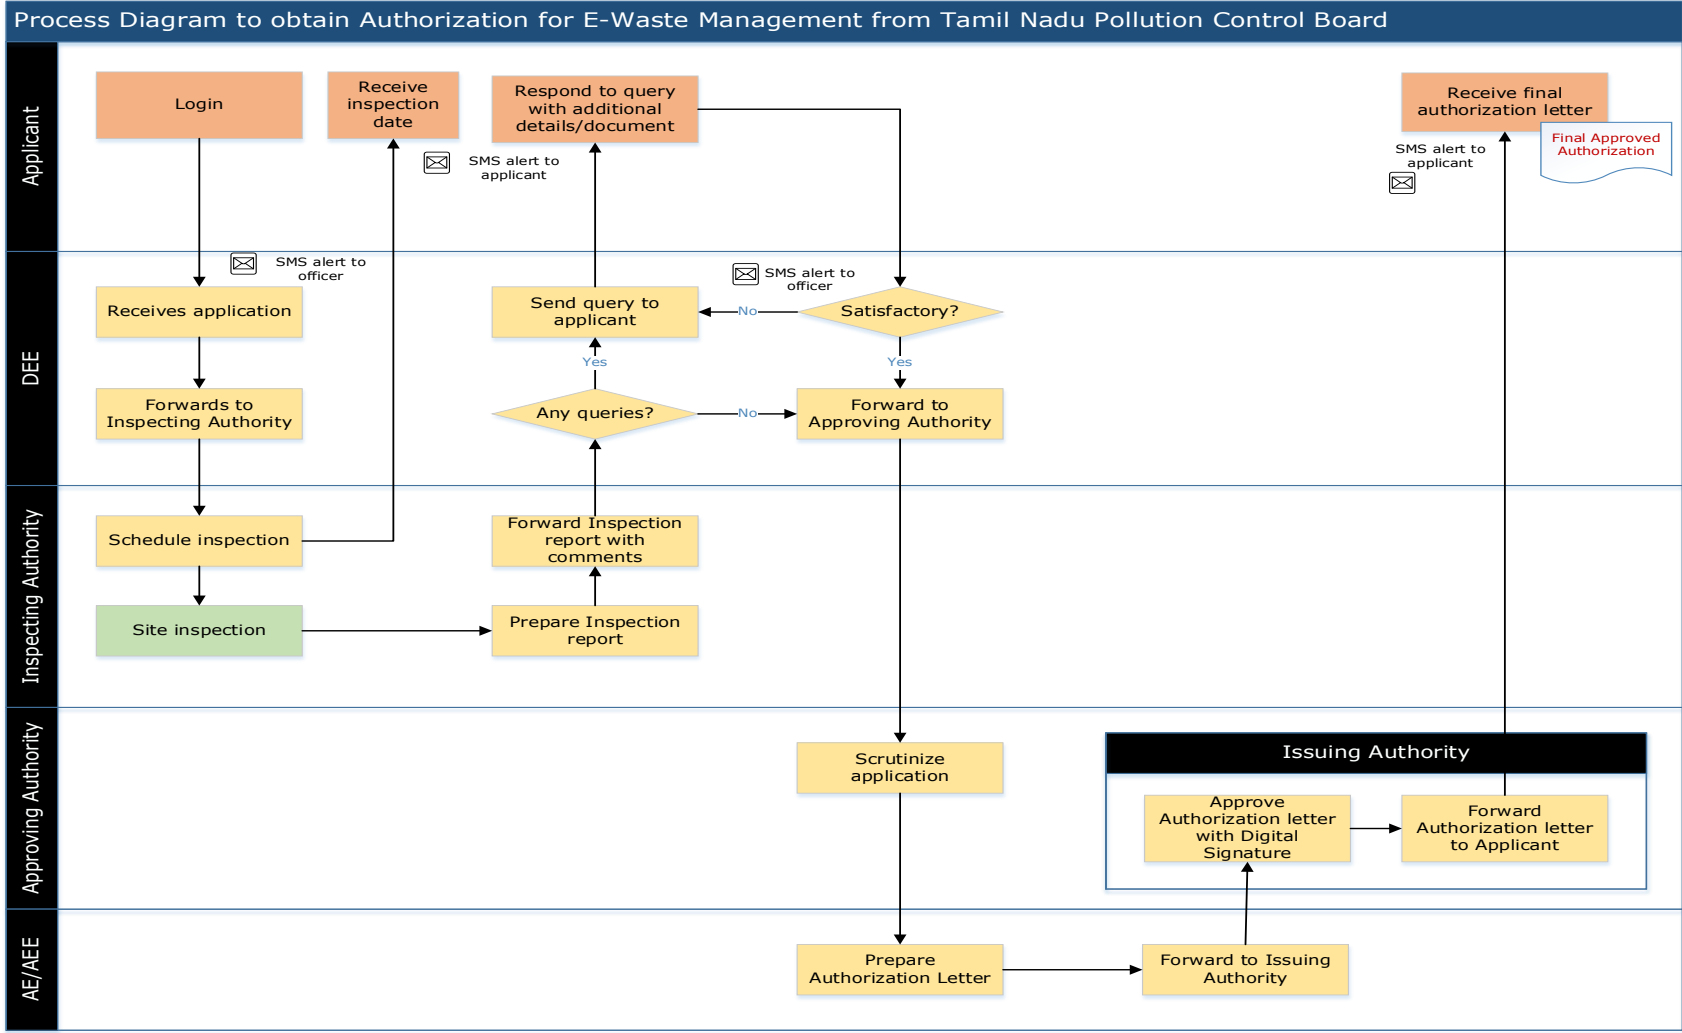 Process Diagram to obtain Authorization for E-Waste Management from Tamil Nadu Pollution Control Board
Applicant
Login
Receive
inspection
date
Respond to query
with additional
details/document
Receive final
authorization letter
Final Approved
Authorization
SMS alert to
applicant
SMS alert to
applicant
DEE
SMS alert to
officer
SMS alert to
officer
Receives application
Send query to
applicant
No
Satisfactory?
Yes
Yes
Forwards to
Inspecting Authority
Any queries?
No
Forward to
Approving Authority
Inspecting Authority
Schedule inspection
Forward Inspection
report with
comments
Site inspection
Prepare Inspection
report
Approving Authority
Scrutinize
application
Issuing Authority
Approve
Authorization letter
with Digital
Signature
Forward
Authorization letter
to Applicant
AE/AEE
Prepare
Authorization Letter
Forward to Issuing
Authority